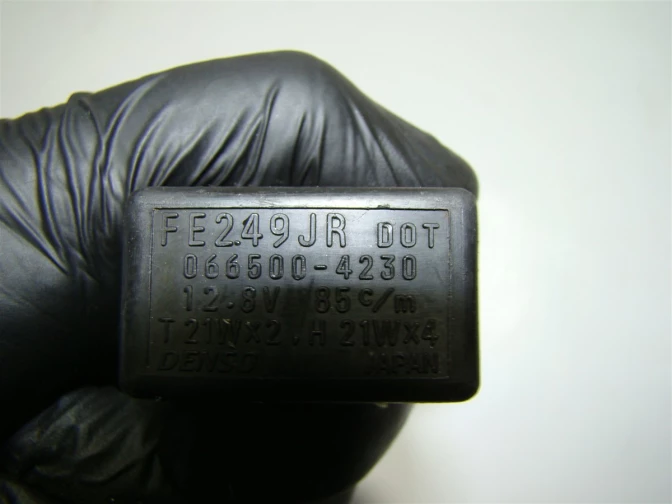 FE249JR DOT
066500-4230
12.8V 85c/m
T 21W×2 H 21W×4
DENSO JAPAN